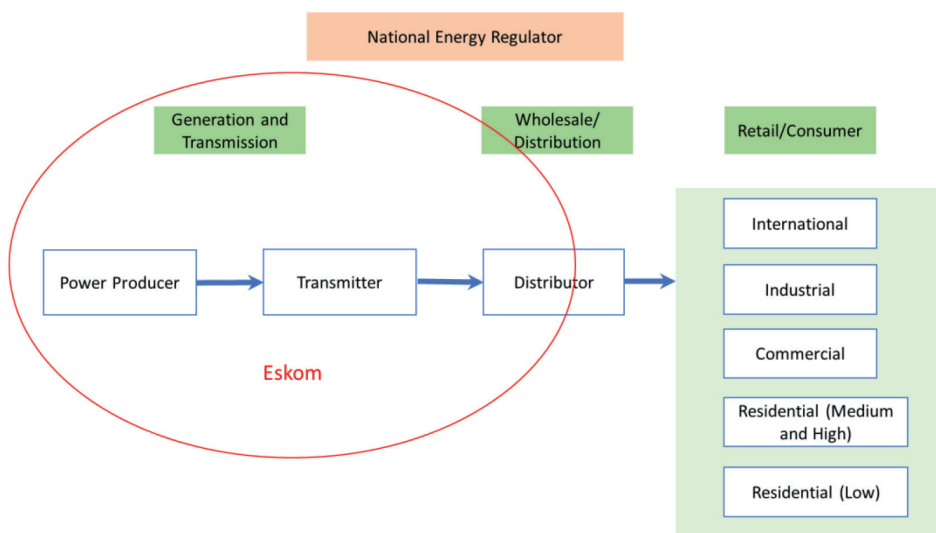 National Energy Regulator
Generation and
Transmission
Wholesale/
Distribution
Retail/Consumer
Power Producer
Transmitter
Distributor
International
Industrial
Commercial
Residential (Medium
and High)
Residential (Low)
Eskom